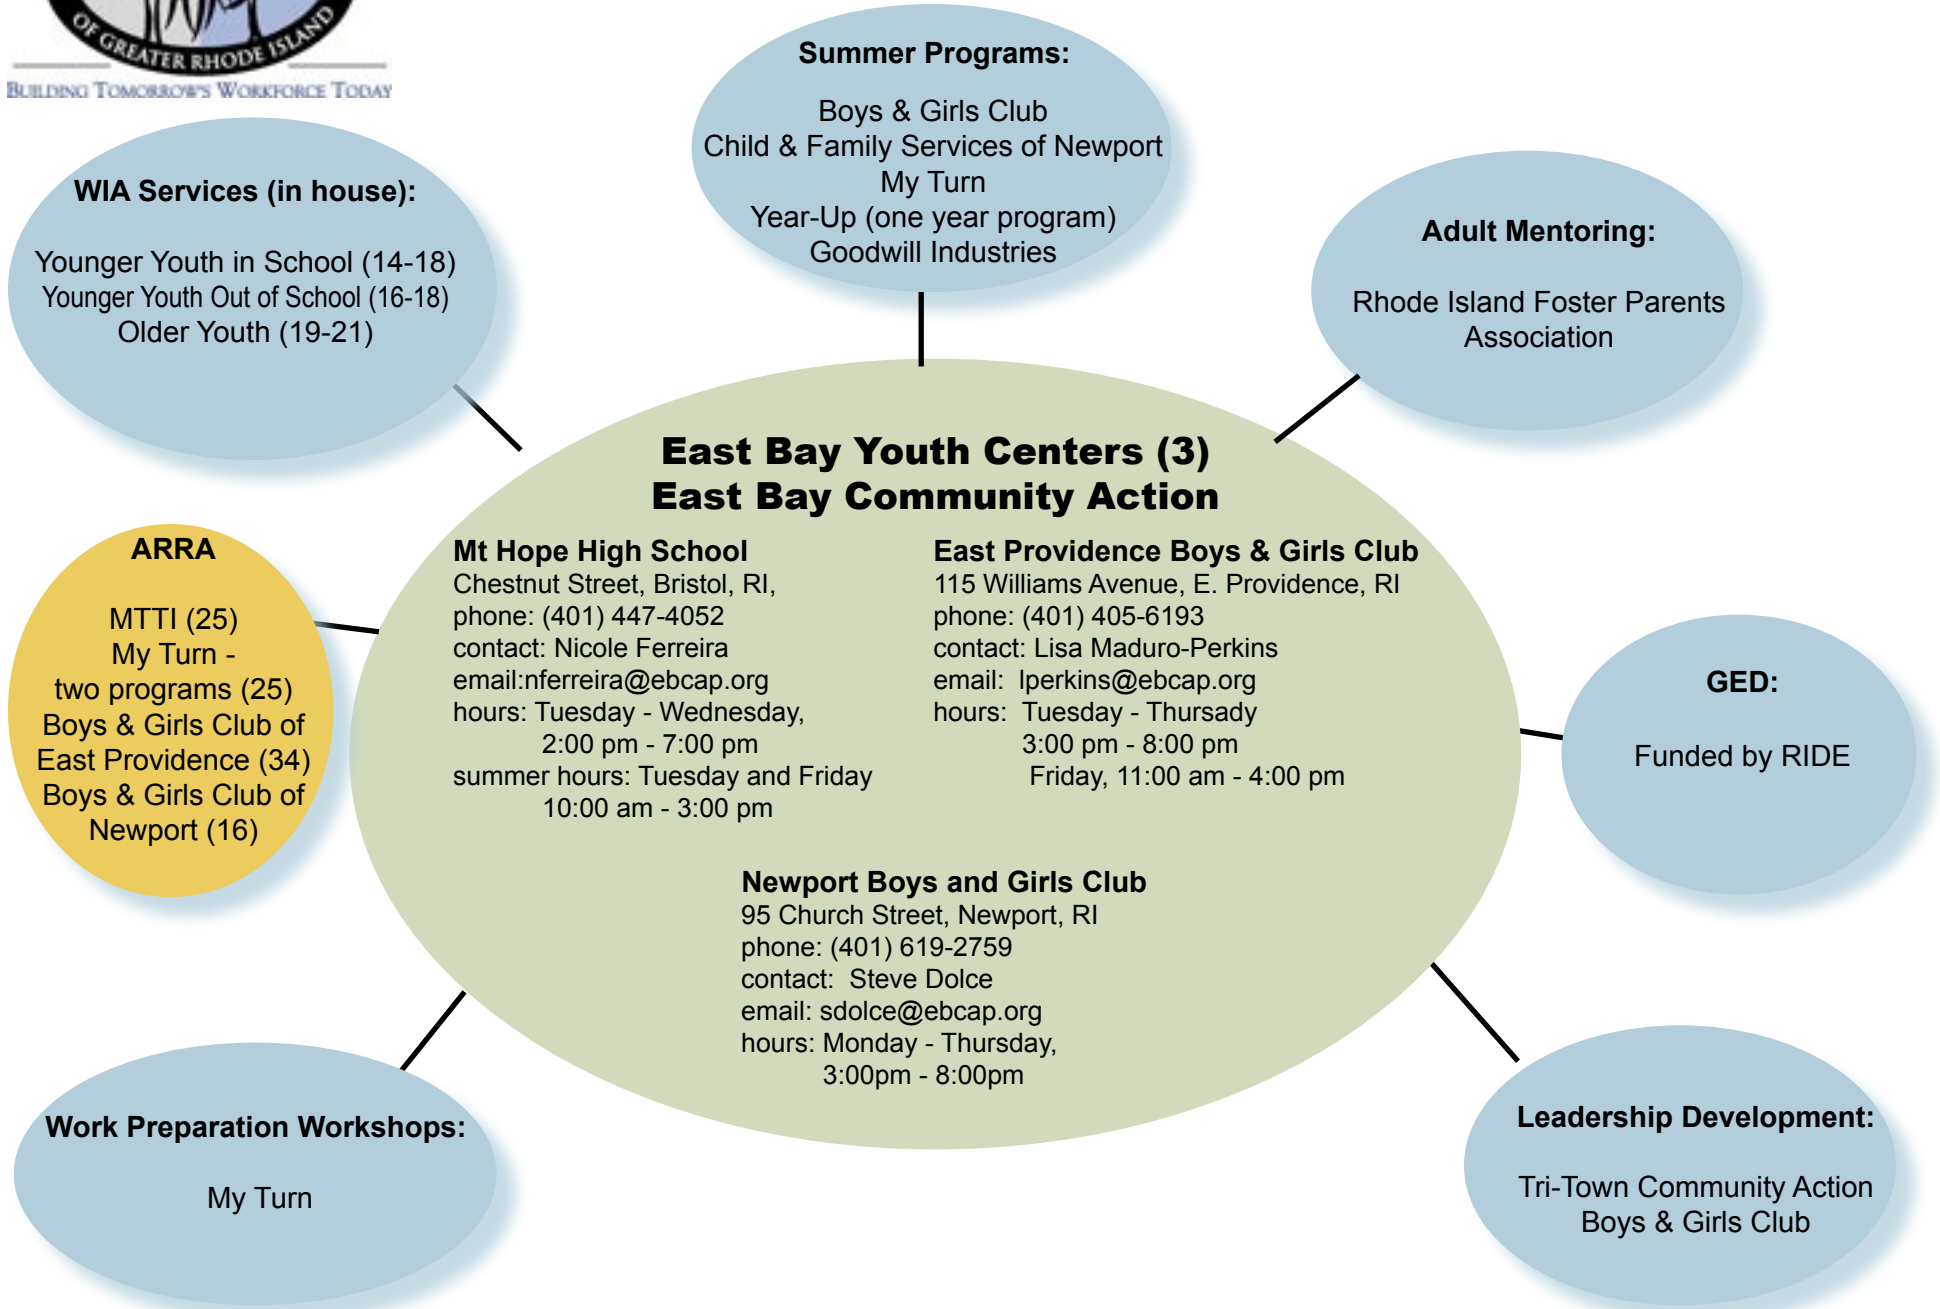 OF GREATER RHODE ISLAND
BUILDING TOMORROW'S WORKFORCE TODAY
Summer Programs:
Boys & Girls Club
Child & Family Services of Newport
My Turn
Year-Up (one year program)
Goodwill Industries
WIA Services (in house):
Younger Youth in School (14-18)
Younger Youth Out of School (16-18)
Older Youth (19-21)
Adult Mentoring:
Rhode Island Foster Parents
Association
East Bay Youth Centers (3)
East Bay Community Action
Mt Hope High School
Chestnut Street, Bristol, RI,
phone: (401) 447-4052
contact: Nicole Ferreira
email:nferreira@ebcap.org
hours: Tuesday - Wednesday,
2:00 pm - 7:00 pm
summer hours: Tuesday and Friday
10:00 am - 3:00 pm
East Providence Boys & Girls Club
115 Williams Avenue, E. Providence, RI
phone: (401) 405-6193
contact: Lisa Maduro-Perkins
email: lperkins@ebcap.org
hours: Tuesday - Thursady
3:00 pm - 8:00 pm
Friday, 11:00 am - 4:00 pm
Newport Boys and Girls Club
95 Church Street, Newport, RI
phone: (401) 619-2759
contact: Steve Dolce
email: sdolce@ebcap.org
hours: Monday - Thursday,
3:00pm - 8:00pm
ARRA
MTTI (25)
My Turn -
two programs (25)
Boys & Girls Club of
East Providence (34)
Boys & Girls Club of
Newport (16)
GED:
Funded by RIDE
Work Preparation Workshops:
My Turn
Leadership Development:
Tri-Town Community Action
Boys & Girls Club